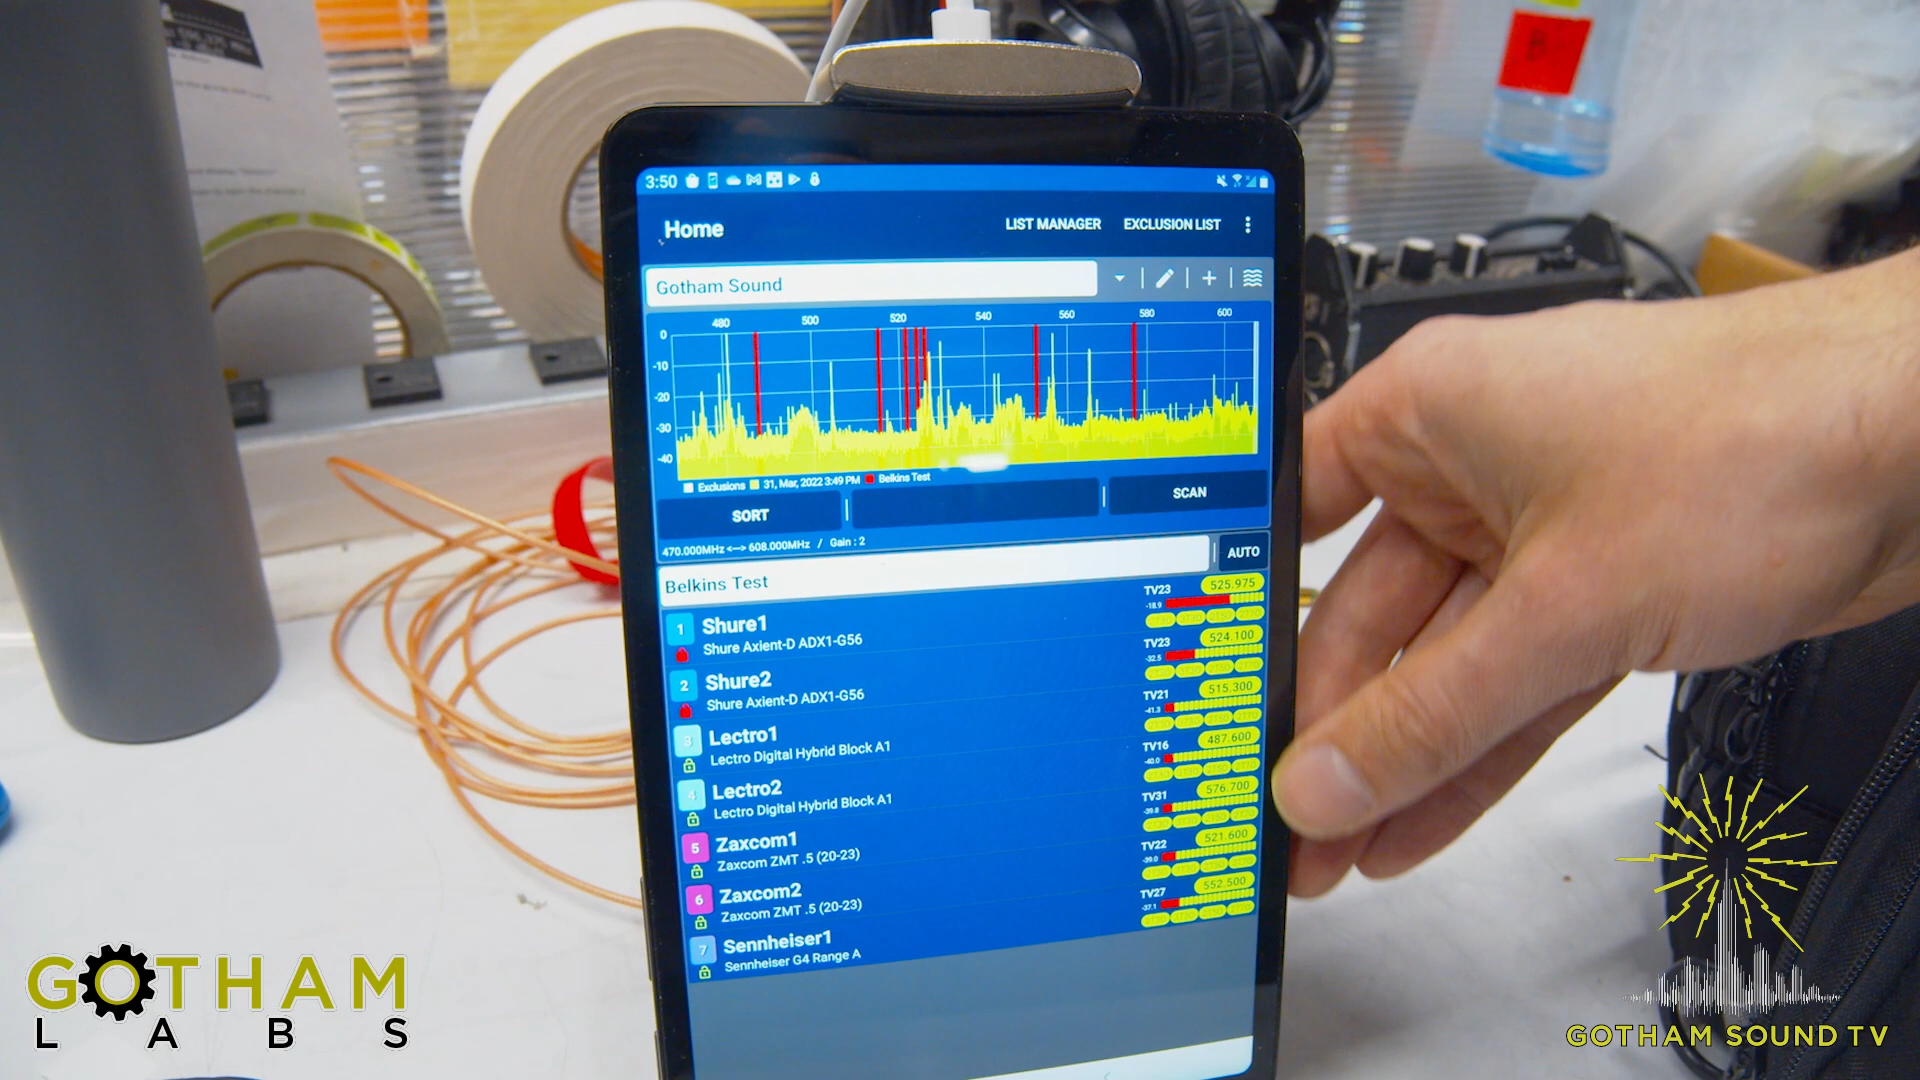 3:50
Home
LIST MANAGER
EXCLUSION LIST
Gotham Sound
480 500 520 540 560 580 600
0
-10
-20
-30
-40
Exclusions 31, Mar, 2022 3:49 PM Belkins Test
SORT
SCAN
470.000MHz <--> 608.000MHz / Gain : 2
Belkins Test
AUTO
1 Shure1
Shure Axient-D ADX1-G56
TV23 525.975
-18.9
2 Shure2
Shure Axient-D ADX1-G56
TV23 524.100
-32.5
3 Lectro1
Lectro Digital Hybrid Block A1
TV21 515.300
-41.3
4 Lectro2
Lectro Digital Hybrid Block A1
TV16 487.600
-40.0
5 Zaxcom1
Zaxcom ZMT .5 (20-23)
TV31 576.700
-39.8
6 Zaxcom2
Zaxcom ZMT .5 (20-23)
TV22 521.600
-39.0
7 Sennheiser1
Sennheiser G4 Range A
TV27 552.500
-37.1
GOTHAM
LABS
GOTHAM SOUND TV